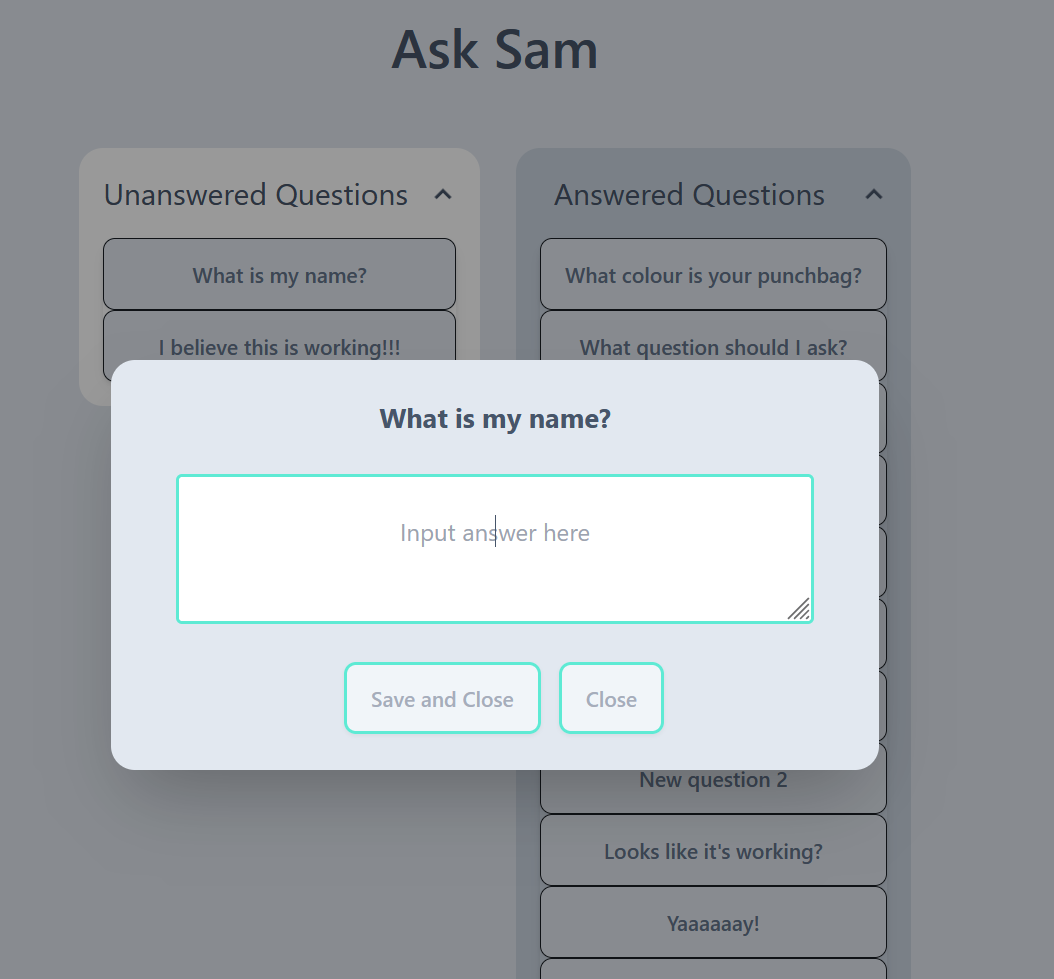 Ask Sam
Unanswered Questions
What is my name?
I believe this is working!!!
Answered Questions
What colour is your punchbag?
What question should I ask?
What is my name?
Input answer here
Save and Close
Close
New question 2
Looks like it's working?
Yaaaaaay!